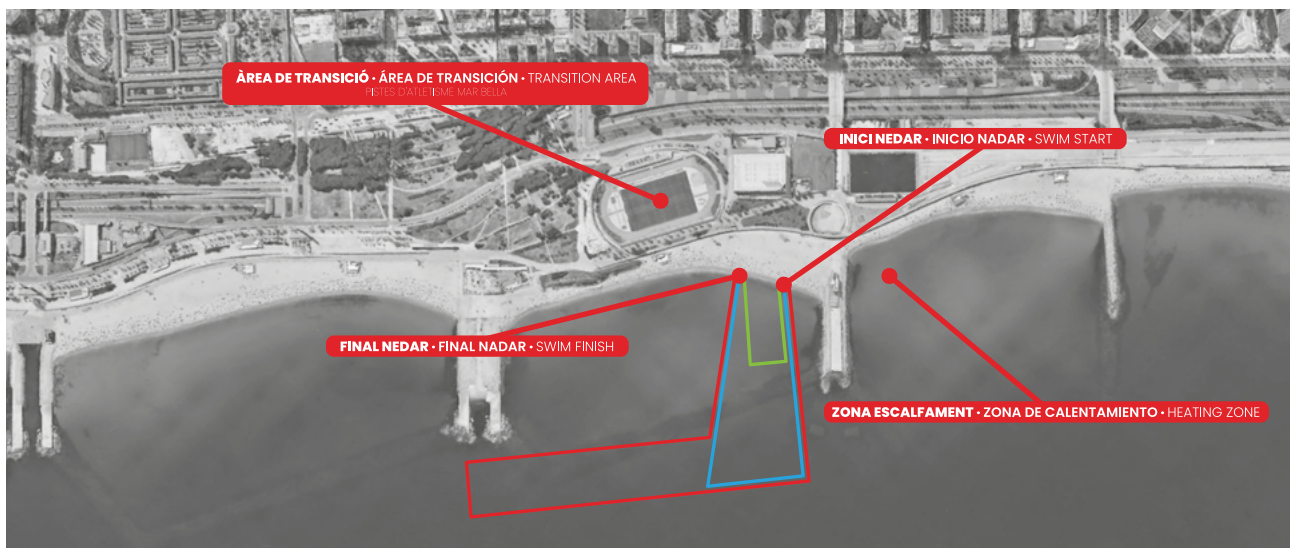 ÀREA DE TRANSICIÓ • ÁREA DE TRANSICIÓN • TRANSITION AREA
PISTES D'ATLETISME MAR BELLA
INICI NEDAR • INICIO NADAR • SWIM START
FINAL NEDAR • FINAL NADAR • SWIM FINISH
ZONA ESCALFAMENT • ZONA DE CALENTAMIENTO • HEATING ZONE